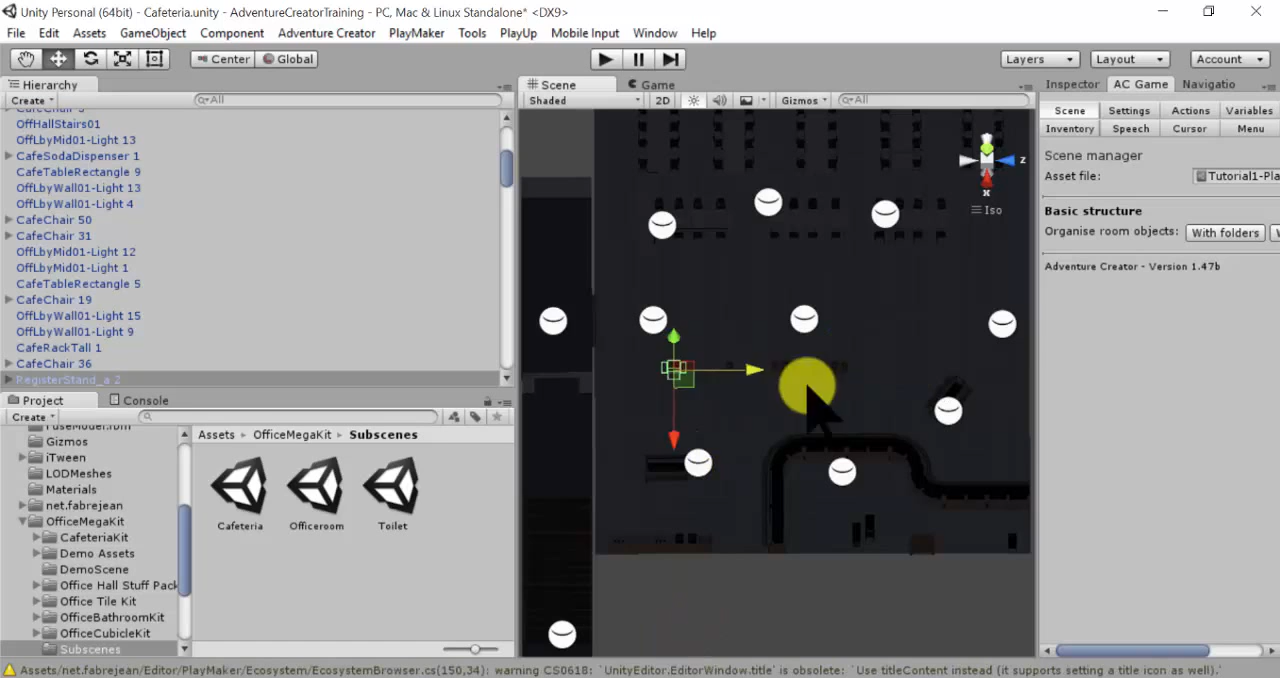 Unity Personal (64bit) - Cafeteria.unity - AdventureCreatorTraining - PC, Mac & Linux Standalone* <DX9>
File Edit Assets GameObject Component Adventure Creator PlayMaker Tools PlayUp Mobile Input Window Help
Center Global Layers Layout Account
Hierarchy Scene Game Inspector AC Game Navigatio
Create All Shaded 2D Gizmos All
Scene Settings Actions Variables
Inventory Speech Cursor Menu
CafeChair 3
OffHallStairs01
OffLbyMid01-Light 13
CafeSodaDispenser 1
CafeTableRectangle 9
OffLbyWall01-Light 13
OffLbyWall01-Light 4
CafeChair 50
CafeChair 31
OffLbyMid01-Light 12
OffLbyMid01-Light 1
CafeTableRectangle 5
CafeChair 19
OffLbyWall01-Light 15
OffLbyWall01-Light 9
CafeRackTall 1
CafeChair 36
RegisterStand_a 2
z
x
Iso
Scene manager
Asset file: Tutorial1-Pla
Basic structure
Organise room objects: With folders W
Adventure Creator - Version 1.47b
Project Console
Create
FuseModel.fbm
Gizmos
iTween
LODMeshes
Materials
net.fabrejean
OfficeMegaKit
CafeteriaKit
Demo Assets
DemoScene
Office Hall Stuff Pack
Office Tile Kit
OfficeBathroomKit
OfficeCubicleKit
Subscenes
Assets OfficeMegaKit Subscenes
Cafeteria Officeroom Toilet
Assets/net.fabrejean/Editor/PlayMaker/Ecosystem/EcosystemBrowser.cs(150,34): warning CS0618: `UnityEditor.EditorWindow.title' is obsolete: `Use titleContent instead (it supports setting a title icon as well).'